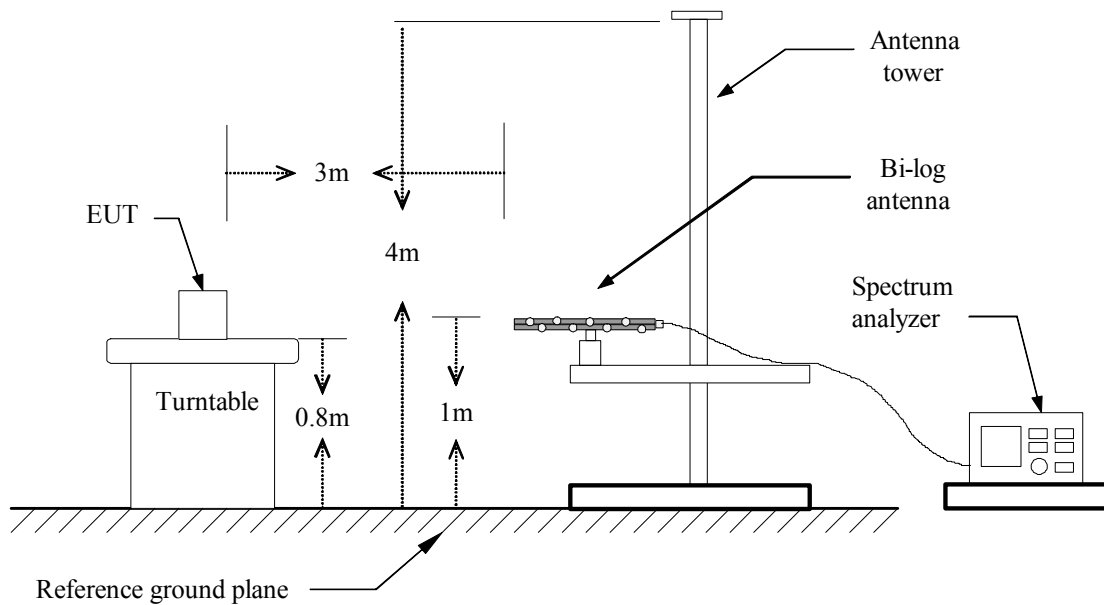 Antenna
tower
3m
Bi-log
antenna
EUT
4m
Spectrum
analyzer
Turntable
0.8m
1m
Reference ground plane